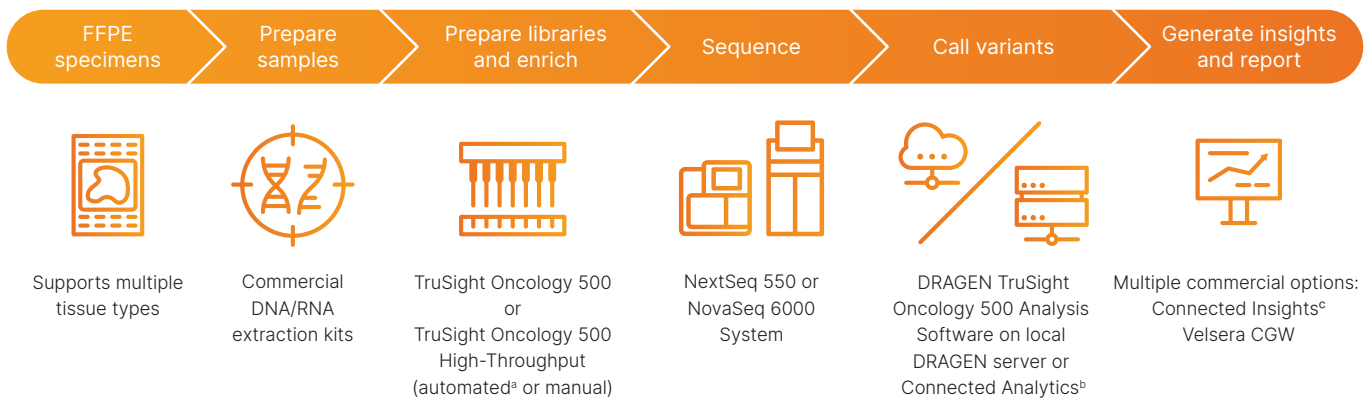 FFPE
specimens
Prepare
samples
Prepare libraries
and enrich
Sequence
Call variants
Generate insights
and report
Supports multiple
tissue types
Commercial
DNA/RNA
extraction kits
TruSight Oncology 500
or
TruSight Oncology 500
High-Throughput
(automatedᵃ or manual)
NextSeq 550 or
NovaSeq 6000
System
DRAGEN TruSight
Oncology 500 Analysis
Software on local
DRAGEN server or
Connected Analyticsᵇ
Multiple commercial options:
Connected Insightsᶜ
Velsera CGW